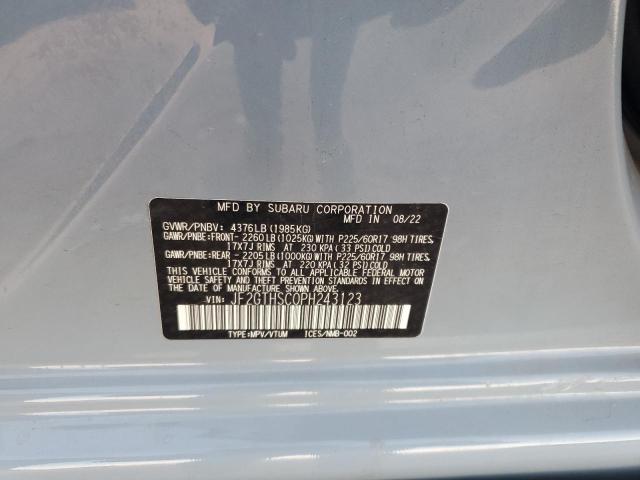 MFD BY SUBARU CORPORATION
MFD IN 08/22
GVWR/PNBV: 4376LB (1985KG)
GAWR/PNBE:FRONT- 2260LB (1025KG) WITH P225/60R17 98H TIRES,
17X7J RIMS AT 230 KPA (33 PSI) COLD
GAWR/PNBE:REAR - 2205LB (1000KG) WITH P225/60R17 98H TIRES,
17X7J RIMS AT 220 KPA (32 PSI) COLD
THIS VEHICLE CONFORMS TO ALL APPLICABLE FEDERAL MOTOR
VEHICLE SAFETY, BUMPER, AND THEFT PREVENTION STANDARDS IN EFFECT
ON THE DATE OF MANUFACTURE SHOWN ABOVE.
VIN: JF2GTHSC0PH243123
TYPE:MPV/VTUM ICES/NMB-002